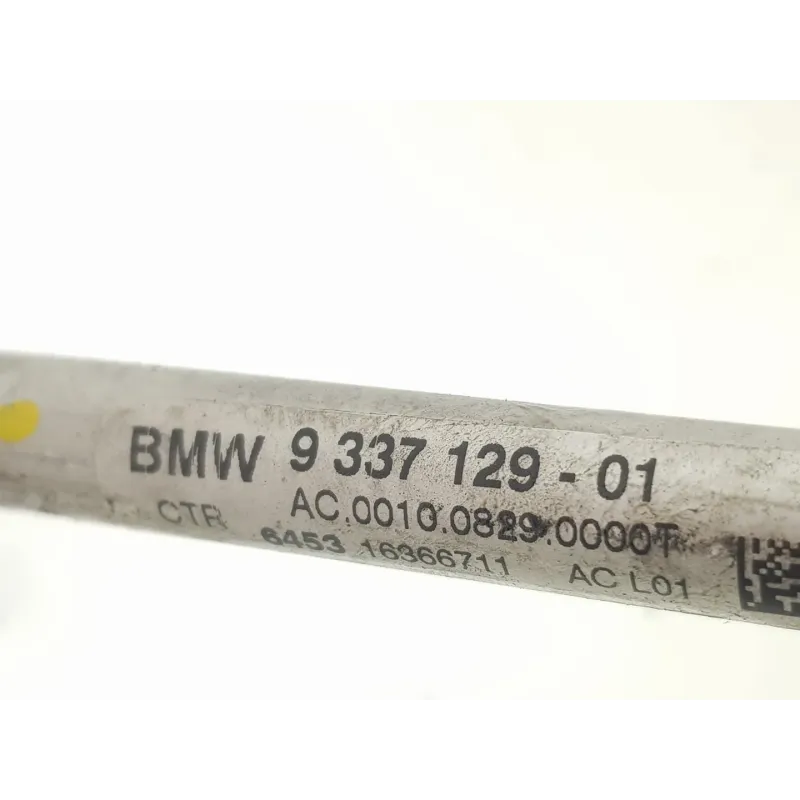 BMW 9 337 129 - 01
CTR AC.0010.0829.0000T
6453 16366711 AC L01